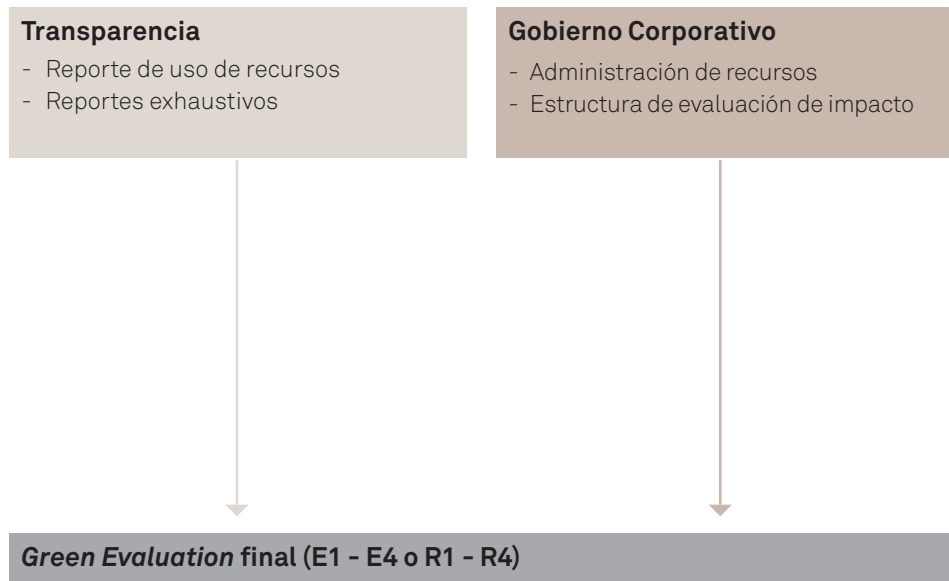 Transparencia
- Reporte de uso de recursos
- Reportes exhaustivos
Gobierno Corporativo
- Administración de recursos
- Estructura de evaluación de impacto
Green Evaluation final (E1 - E4 o R1 - R4)